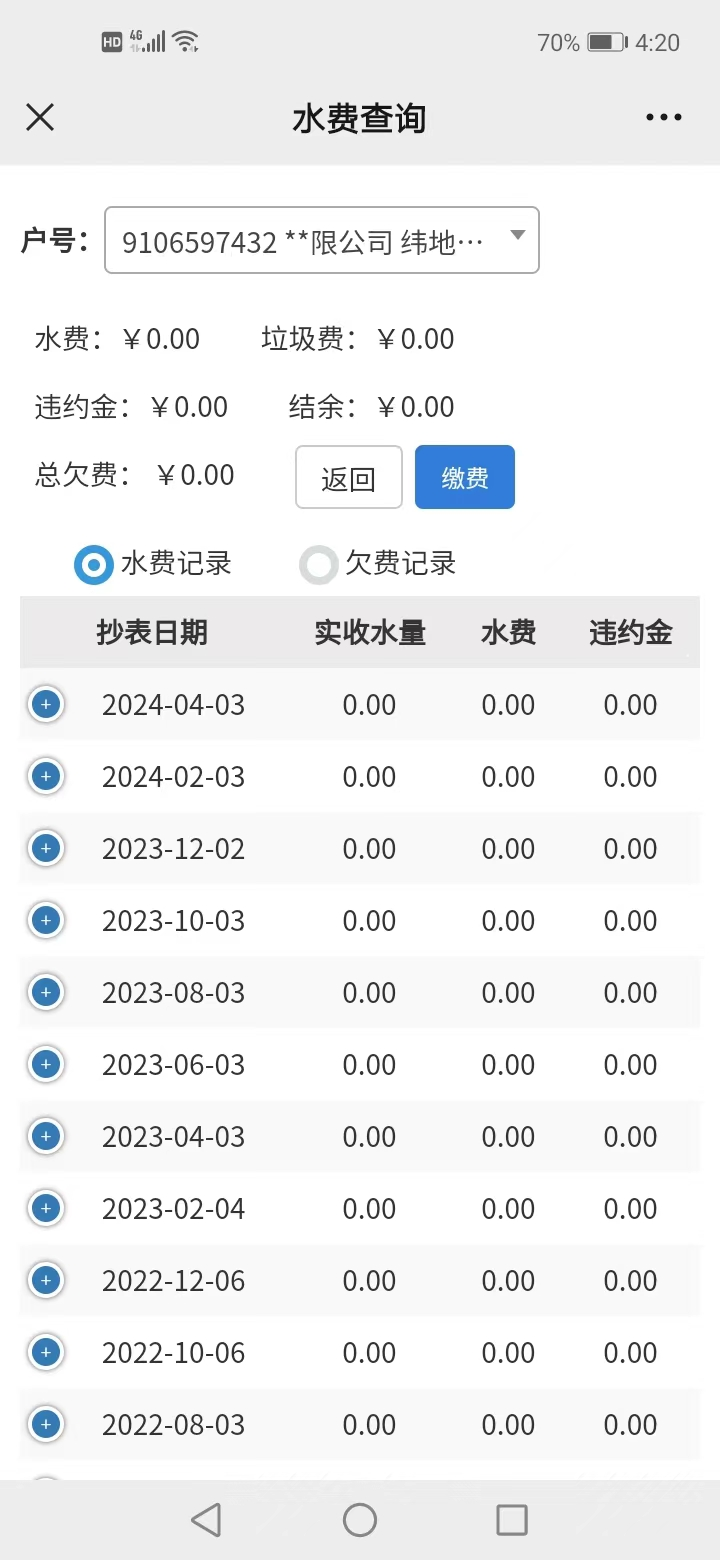 HD 4G 70% 4:20
水费查询
户号： 9106597432 **限公司 纬地…
水费：￥0.00 垃圾费：￥0.00
违约金：￥0.00 结余：￥0.00
总欠费：￥0.00 返回 缴费
水费记录 欠费记录
抄表日期 实收水量 水费 违约金
2024-04-03 0.00 0.00 0.00
2024-02-03 0.00 0.00 0.00
2023-12-02 0.00 0.00 0.00
2023-10-03 0.00 0.00 0.00
2023-08-03 0.00 0.00 0.00
2023-06-03 0.00 0.00 0.00
2023-04-03 0.00 0.00 0.00
2023-02-04 0.00 0.00 0.00
2022-12-06 0.00 0.00 0.00
2022-10-06 0.00 0.00 0.00
2022-08-03 0.00 0.00 0.00